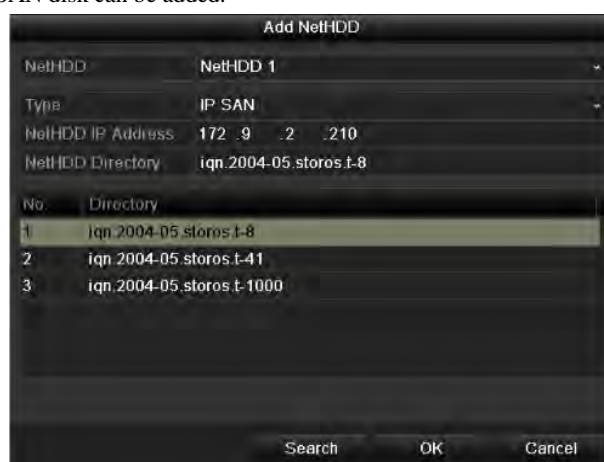 SAN disk can be added.
Add NetHDD
NetHDD NetHDD 1
Type IP SAN
NetHDD IP Address 172 .9 .2 .210
NetHDD Directory iqn.2004-05.storos.t-8
No. Directory
1 iqn.2004-05.storos.t-8
2 iqn.2004-05.storos.t-41
3 iqn.2004-05.storos.t-1000
Search OK Cancel